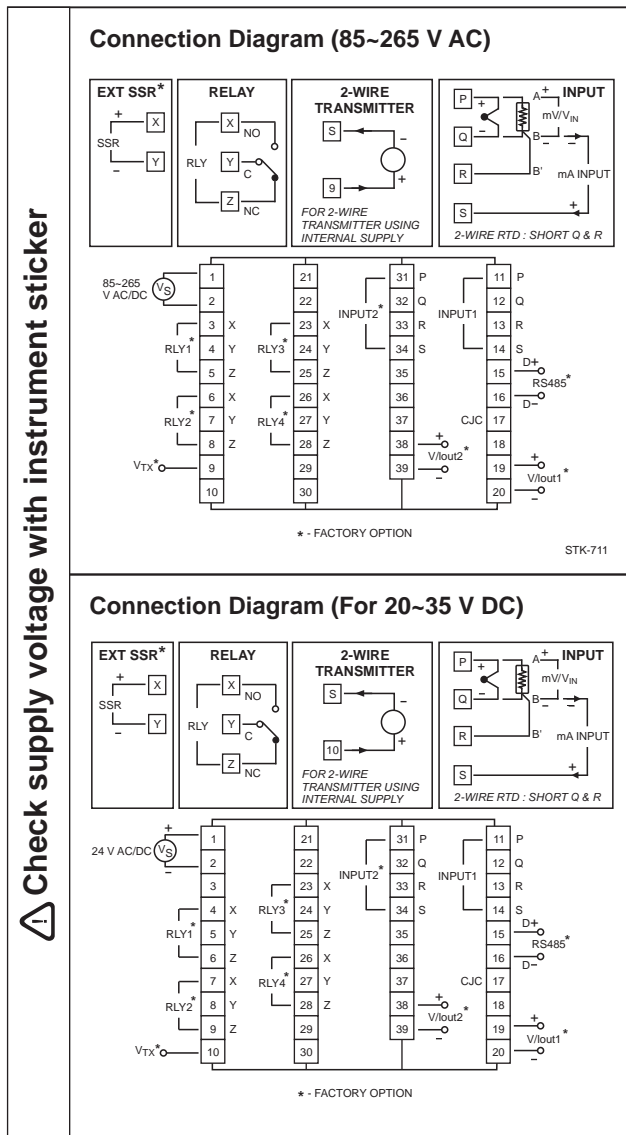 ⚠ Check supply voltage with instrument sticker
Connection Diagram (85~265 V AC)
EXT SSR*
+
SSR
–
X
Y
RELAY
RLY
X
NO
Y
C
Z
NC
2-WIRE
TRANSMITTER
S
–
9
+
FOR 2-WIRE
TRANSMITTER USING
INTERNAL SUPPLY
INPUT
P
+
A
+
mV/VIN
Q
–
B
–
–
R
B'
mA INPUT
S
+
2-WIRE RTD : SHORT Q & R
85~265
V AC/DC
VS
1
2
3 X
RLY1* 4 Y
5 Z
6 X
RLY2* 7 Y
8 Z
VTX* 9
10
21
22
23 X
RLY3* 24 Y
25 Z
26 X
RLY4* 27 Y
28 Z
29
30
31 P
INPUT2* 32 Q
33 R
34 S
35
36
37
38 +
V/Iout2*
39 –
11 P
INPUT1 12 Q
13 R
14 S
15 D+
RS485*
16 D–
CJC 17
18
19 +
V/Iout1*
20 –
* - FACTORY OPTION
STK-711
Connection Diagram (For 20~35 V DC)
EXT SSR*
+
SSR
–
X
Y
RELAY
RLY
X
NO
Y
C
Z
NC
2-WIRE
TRANSMITTER
S
–
10
+
FOR 2-WIRE
TRANSMITTER USING
INTERNAL SUPPLY
INPUT
P
+
A
+
mV/VIN
Q
–
B
–
–
R
B'
mA INPUT
S
+
2-WIRE RTD : SHORT Q & R
24 V AC/DC
+
VS
–
1
2
3
4 X
RLY1* 5 Y
6 Z
7 X
RLY2* 8 Y
9 Z
VTX* 10
21
22
23 X
RLY3* 24 Y
25 Z
26 X
RLY4* 27 Y
28 Z
29
30
31 P
INPUT2* 32 Q
33 R
34 S
35
36
37
38 +
V/Iout2*
39 –
11 P
INPUT1 12 Q
13 R
14 S
15 D+
RS485*
16 D–
CJC 17
18
19 +
V/Iout1*
20 –
* - FACTORY OPTION